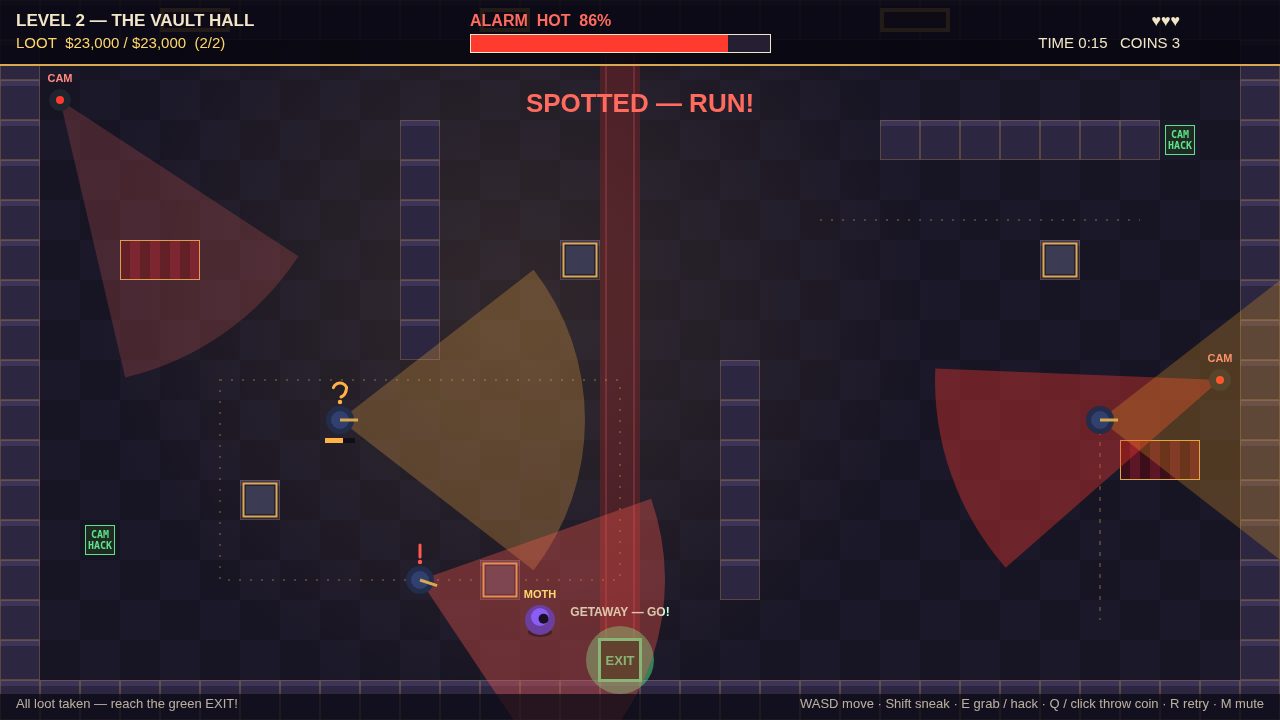 LEVEL 2 — THE VAULT HALL
LOOT $23,000 / $23,000 (2/2)
ALARM HOT 86%
♥♥♥
TIME 0:15 COINS 3
CAM
SPOTTED — RUN!
CAM
HACK
CAM
?
CAM
HACK
!
MOTH
GETAWAY — GO!
EXIT
All loot taken — reach the green EXIT!
WASD move · Shift sneak · E grab / hack · Q / click throw coin · R retry · M mute